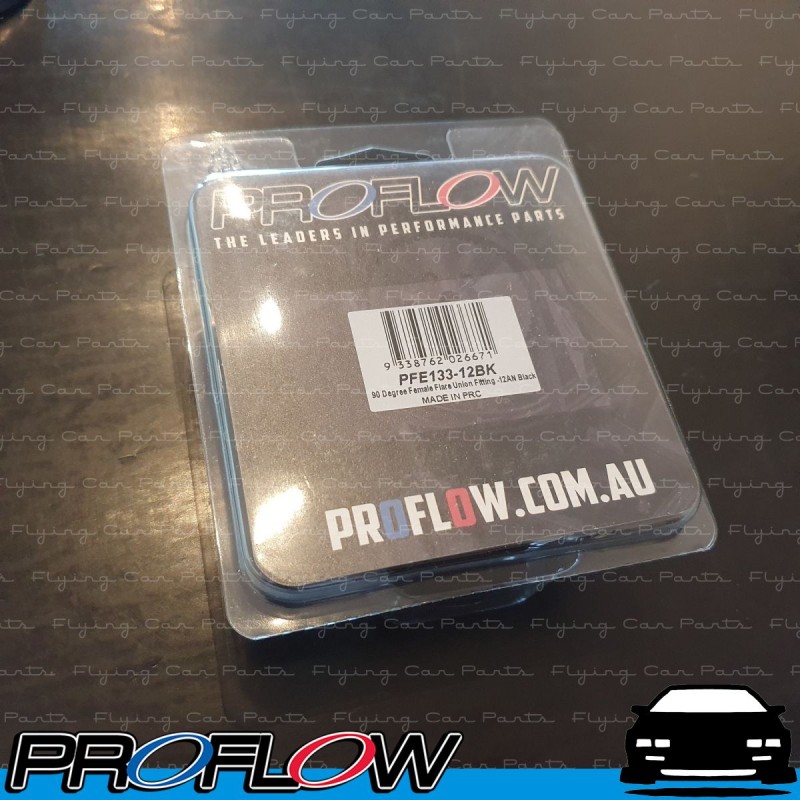 PROFLOW
THE LEADERS IN PERFORMANCE PARTS
9 338762 026671
PFE133-12BK
90 Degree Female Flare Union Fitting -12AN Black
MADE IN PRC
PROFLOW.COM.AU
PROFLOW
Flying Car Parts